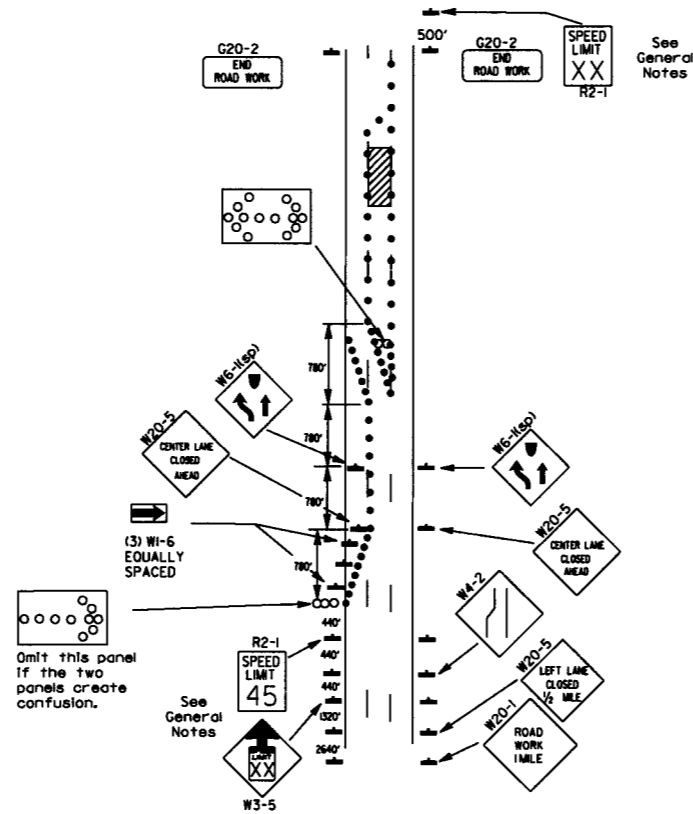 G20-2
END
ROAD WORK
500'
G20-2
END
ROAD WORK
SPEED
LIMIT
XX
R2-1
See
General
Notes
780'
W6-1(sp)
780'
W20-5
CENTER LANE
CLOSED
AHEAD
W6-1(sp)
780'
(3) W1-6
EQUALLY
SPACED
780'
W20-5
CENTER LANE
CLOSED
AHEAD
Omit this panel
if the two
panels create
confusion.
440'
R2-1
SPEED
LIMIT
45
440'
W4-2
See
General
Notes
440'
W20-5
LEFT LANE
CLOSED
1/2 MILE
1320'
W20-1
ROAD
WORK
1 MILE
2640'
LIMIT
XX
W3-5